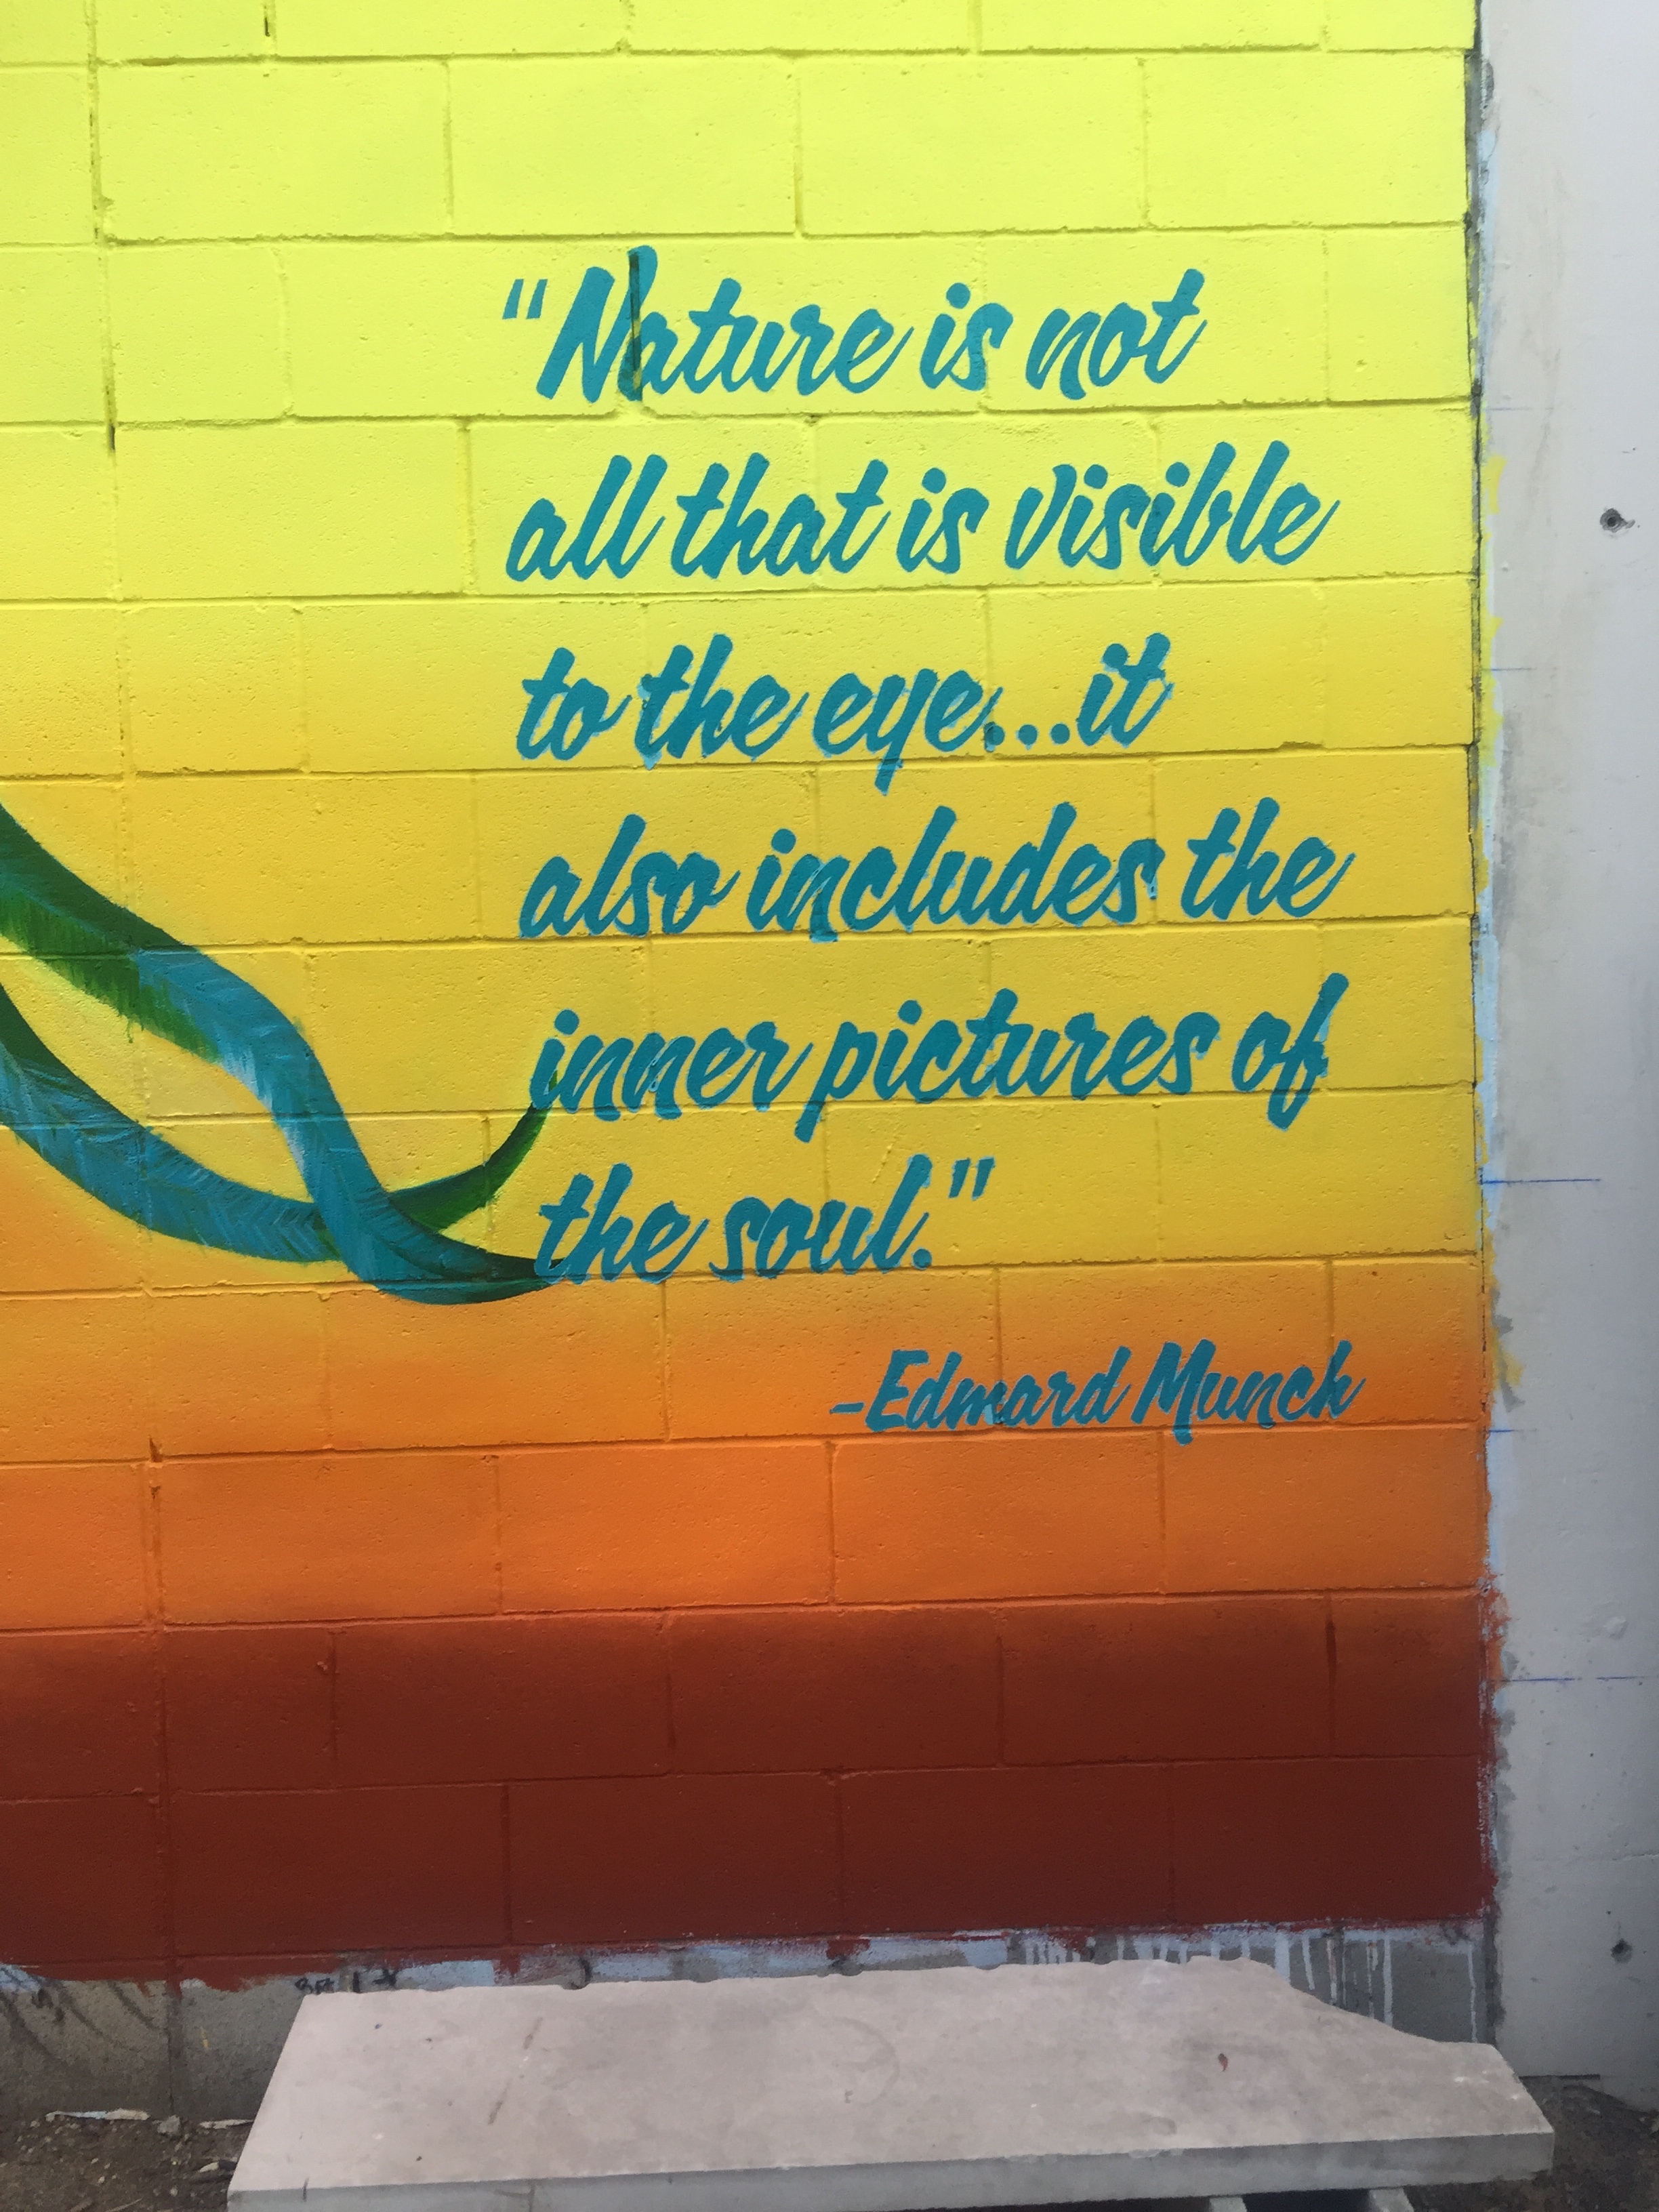 "Nature is not
all that is visible
to the eye...it
also includes the
inner pictures of
the soul."
-Edmard Munch